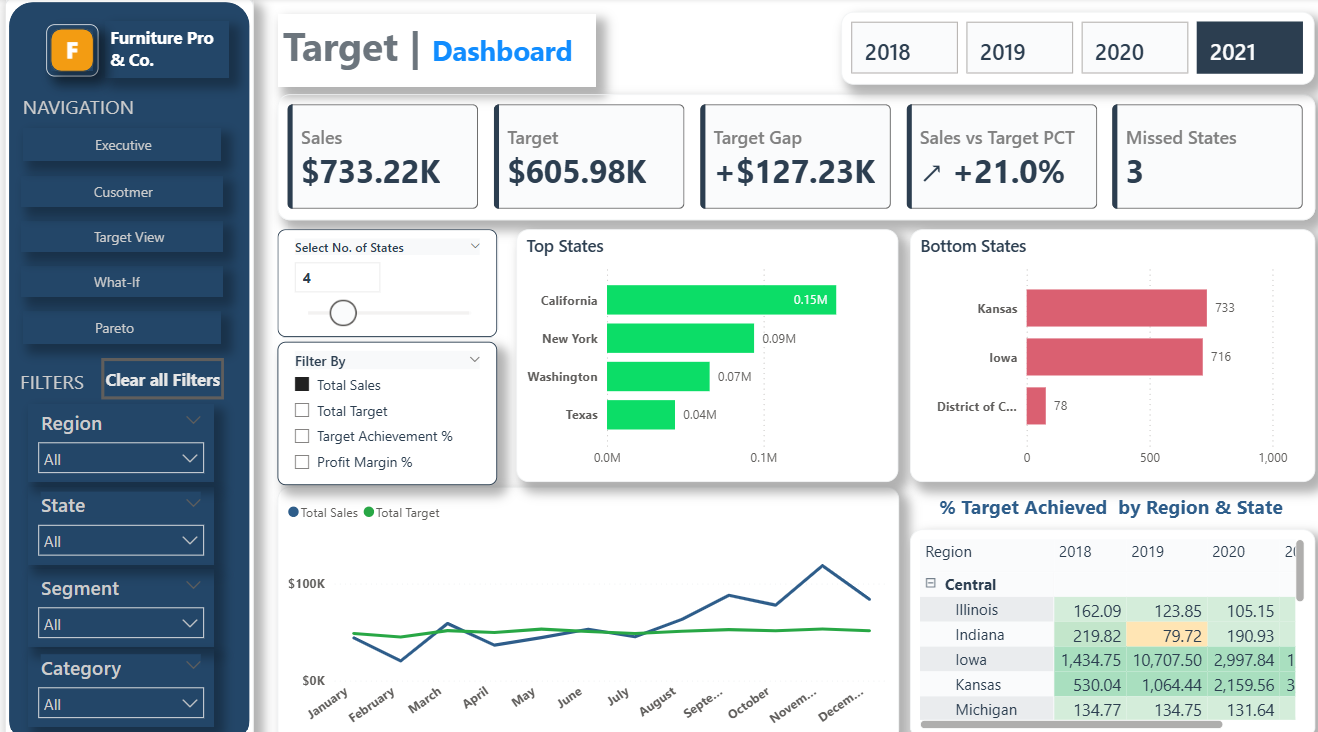 F
Furniture Pro
& Co.
NAVIGATION
Executive
Cusotmer
Target View
What-If
Pareto
FILTERS
Clear all Filters
Region
All
State
All
Segment
All
Category
All
Target | Dashboard
2018
2019
2020
2021
Sales
$733.22K
Target
$605.98K
Target Gap
+$127.23K
Sales vs Target PCT
↗ +21.0%
Missed States
3
Select No. of States
4
Filter By
Total Sales
Total Target
Target Achievement %
Profit Margin %
Top States
California 0.15M
New York 0.09M
Washington 0.07M
Texas 0.04M
0.0M 0.1M
Bottom States
Kansas 733
Iowa 716
District of C... 78
0 500 1,000
Total Sales Total Target
$100K
$0K
January February March April May June July August Septe... October Novem... Decem...
% Target Achieved by Region & State
Region 2018 2019 2020
Central
Illinois 162.09 123.85 105.15
Indiana 219.82 79.72 190.93
Iowa 1,434.75 10,707.50 2,997.84 1
Kansas 530.04 1,064.44 2,159.56 3
Michigan 134.77 134.75 131.64